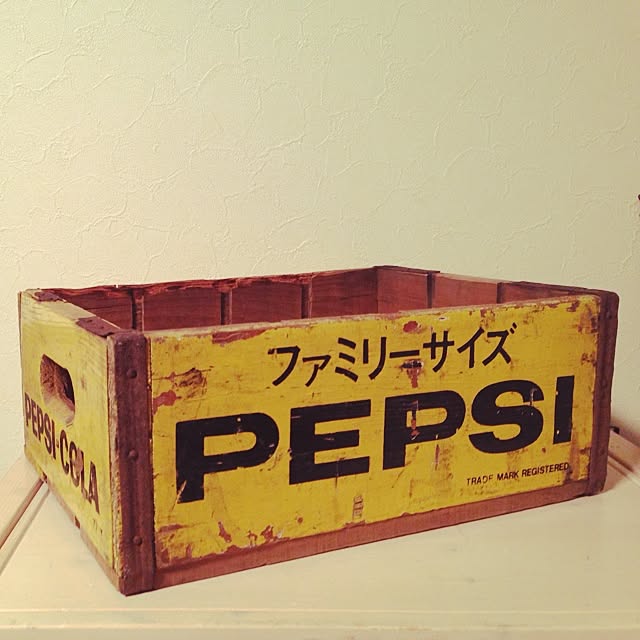 ファミリーサイズ
PEPSI
TRADE MARK REGISTERED
PEPSI-COLA